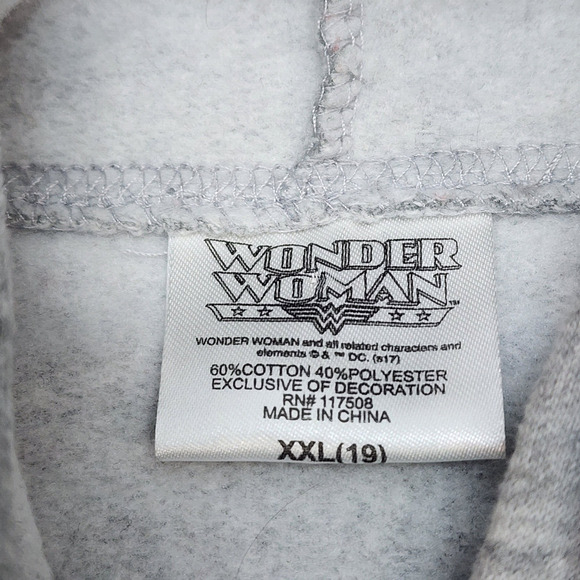 WONDER
WOMAN™
WONDER WOMAN and all related characters and
elements © & ™ DC. (s17)
60%COTTON 40%POLYESTER
EXCLUSIVE OF DECORATION
RN# 117508
MADE IN CHINA
XXL(19)